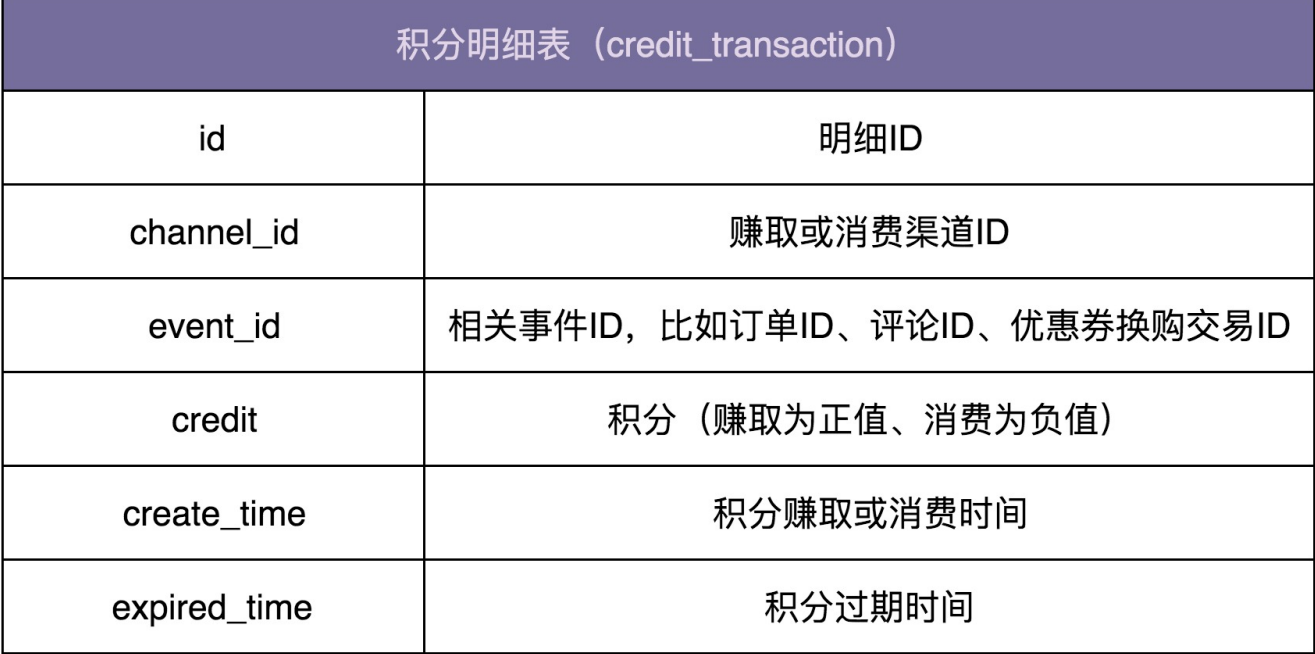 积分明细表（credit_transaction）
id
明细ID
channel_id
赚取或消费渠道ID
event_id
相关事件ID，比如订单ID、评论ID、优惠券换购交易ID
credit
积分（赚取为正值、消费为负值）
create_time
积分赚取或消费时间
expired_time
积分过期时间